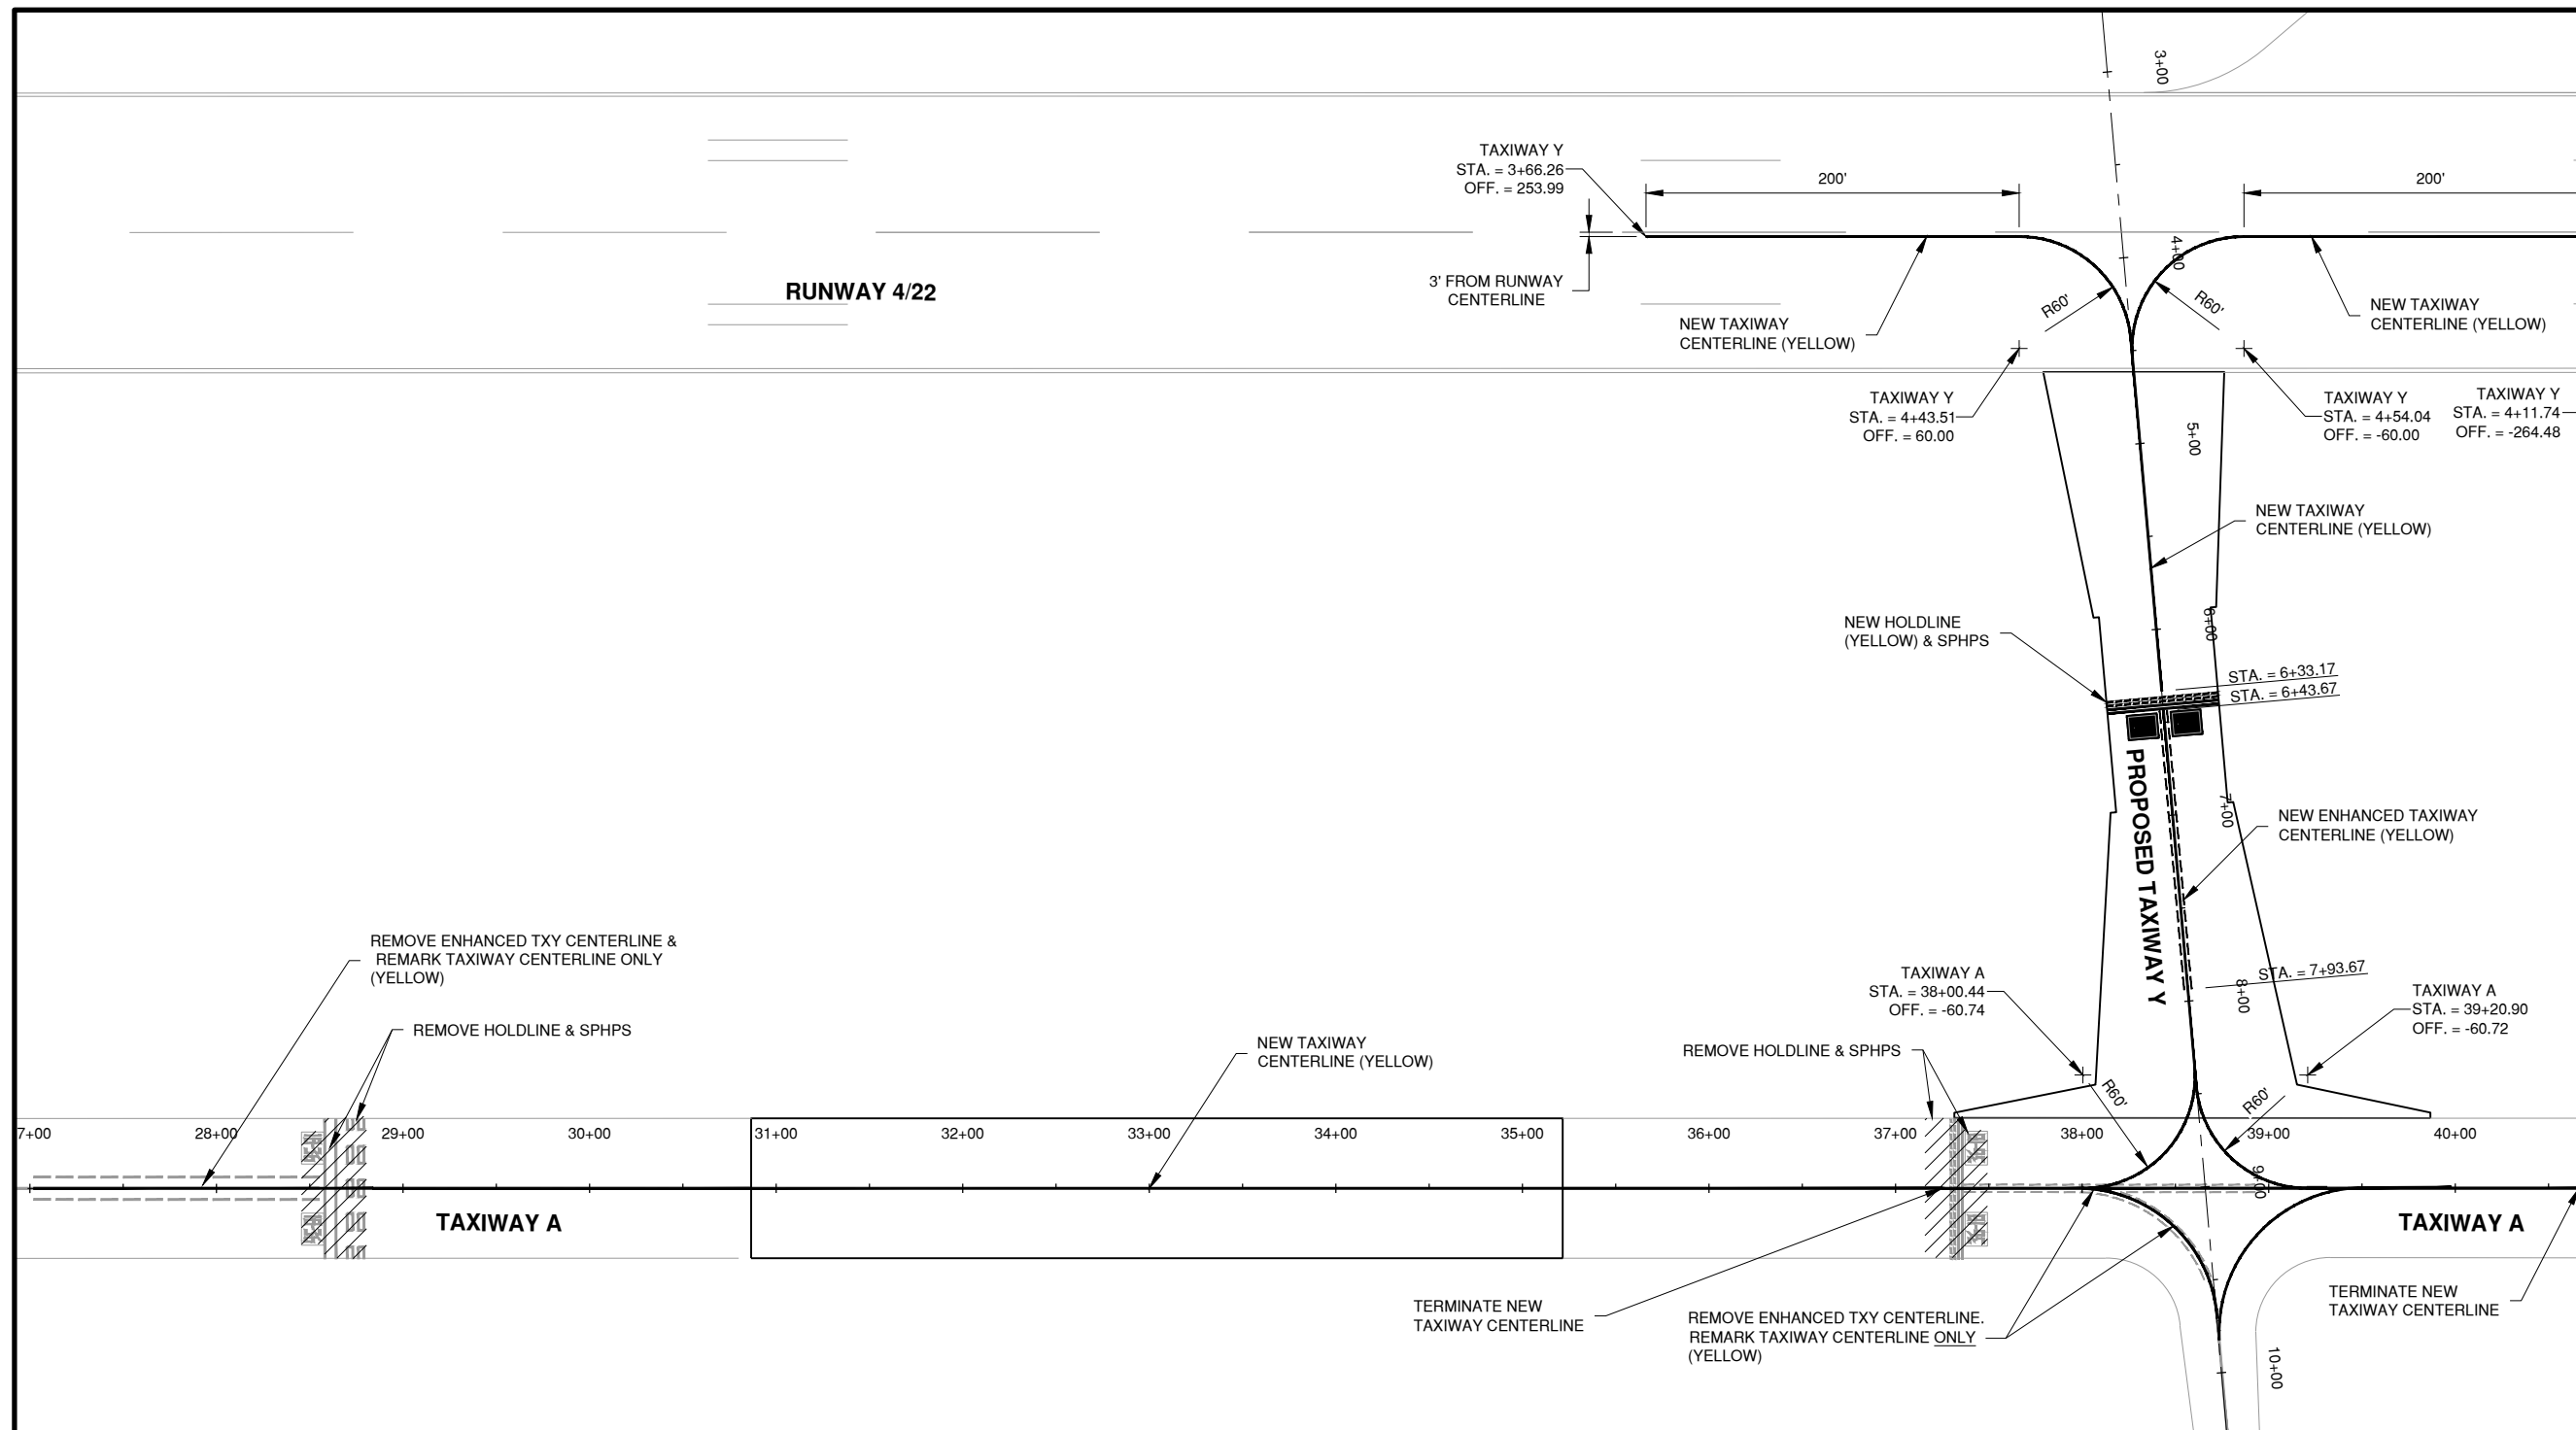 3+00
TAXIWAY Y
STA. = 3+66.26
OFF. = 253.99
200'
200'
4+00
3' FROM RUNWAY
CENTERLINE
RUNWAY 4/22
R60'
R60'
NEW TAXIWAY
CENTERLINE (YELLOW)
NEW TAXIWAY
CENTERLINE (YELLOW)
TAXIWAY Y
STA. = 4+43.51
OFF. = 60.00
TAXIWAY Y
STA. = 4+54.04
OFF. = -60.00
TAXIWAY Y
STA. = 4+11.74
OFF. = -264.48
5+00
NEW TAXIWAY
CENTERLINE (YELLOW)
6+00
NEW HOLDLINE
(YELLOW) & SPHPS
STA. = 6+33.17
STA. = 6+43.67
PROPOSED TAXIWAY Y
7+00
NEW ENHANCED TAXIWAY
CENTERLINE (YELLOW)
STA. = 7+93.67
8+00
REMOVE ENHANCED TXY CENTERLINE &
REMARK TAXIWAY CENTERLINE ONLY
(YELLOW)
TAXIWAY A
STA. = 38+00.44
OFF. = -60.74
TAXIWAY A
STA. = 39+20.90
OFF. = -60.72
REMOVE HOLDLINE & SPHPS
NEW TAXIWAY
CENTERLINE (YELLOW)
REMOVE HOLDLINE & SPHPS
R60'
R60'
7+00
28+00
29+00
30+00
31+00
32+00
33+00
34+00
35+00
36+00
37+00
38+00
39+00
40+00
9+00
TAXIWAY A
TAXIWAY A
TERMINATE NEW
TAXIWAY CENTERLINE
REMOVE ENHANCED TXY CENTERLINE.
REMARK TAXIWAY CENTERLINE ONLY
(YELLOW)
TERMINATE NEW
TAXIWAY CENTERLINE
10+00